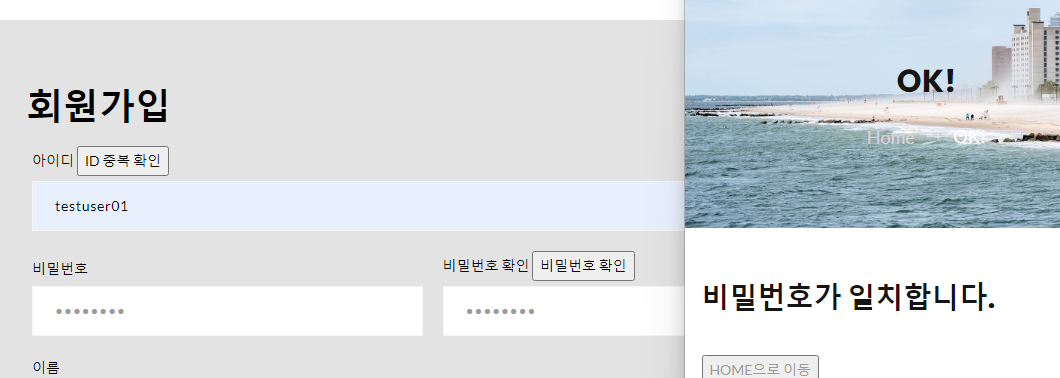 회원가입
아이디 ID 중복 확인
testuser01
비밀번호
••••••••
비밀번호 확인 비밀번호 확인
••••••••
이름
OK!
Home → OK!
비밀번호가 일치합니다.
HOME으로 이동